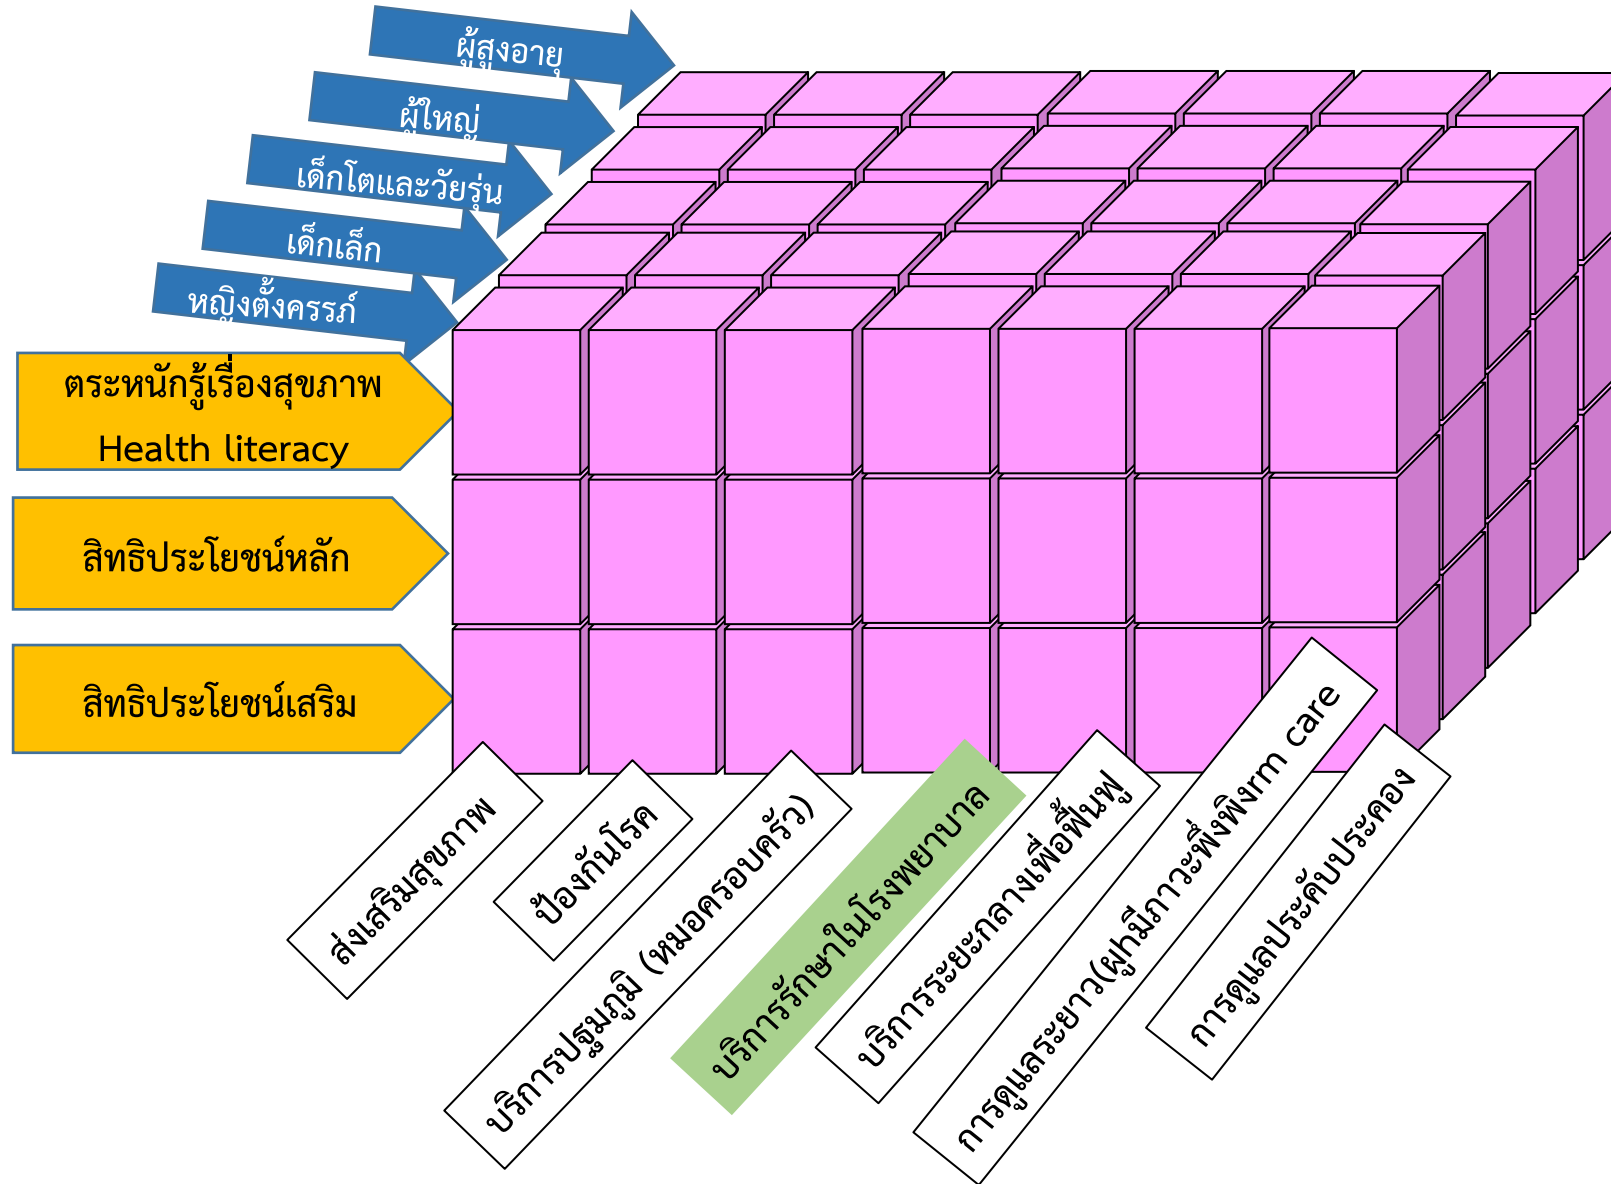 ผู้สูงอายุ
ผู้ใหญ่
เด็กโตและวัยรุ่น
เด็กเล็ก
หญิงตั้งครรภ์
ตระหนักรู้เรื่องสุขภาพ
Health literacy
สิทธิประโยชน์หลัก
สิทธิประโยชน์เสริม
ส่งเสริมสุขภาพ
ป้องกันโรค
บริการปฐมภูมิ (หมอครอบครัว)
บริการรักษาในโรงพยาบาล
บริการระยะกลางเพื่อฟื้นฟู
การดูแลระยะยาว(ผู้มีภาวะพึ่งพิงrm care
การดูแลประคับประคอง